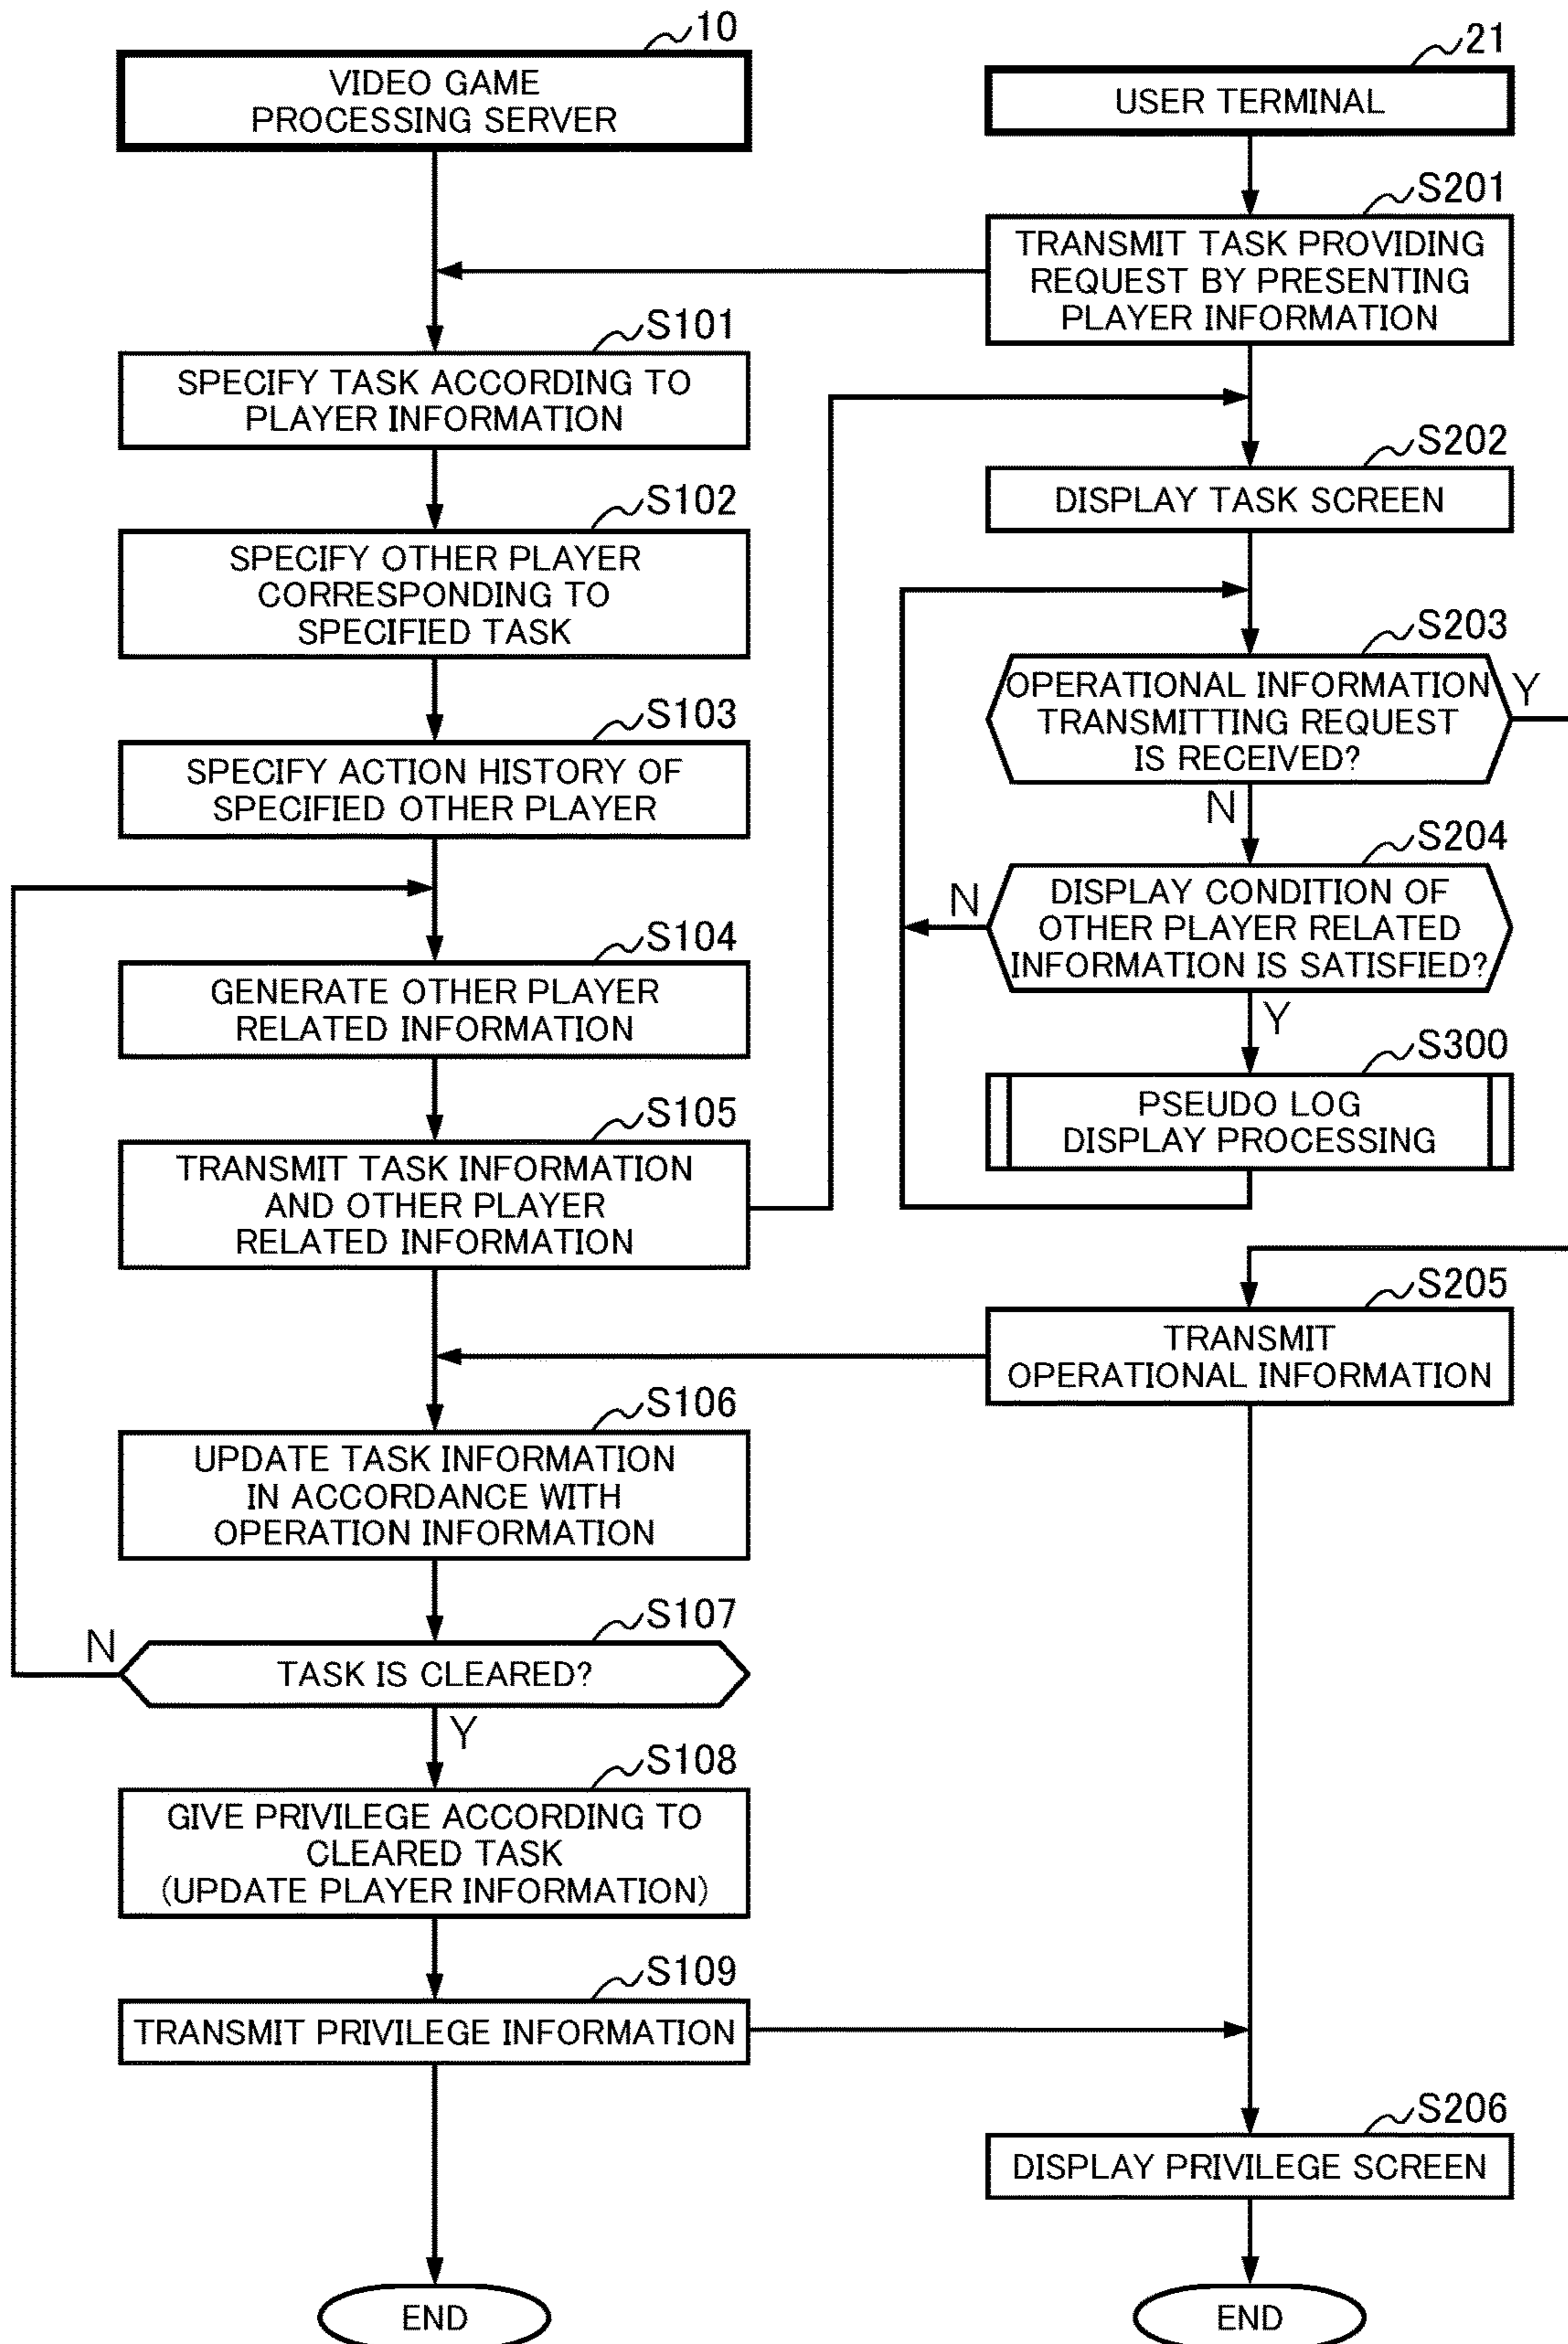 10
VIDEO GAME
PROCESSING SERVER
S101
SPECIFY TASK ACCORDING TO
PLAYER INFORMATION
S102
SPECIFY OTHER PLAYER
CORRESPONDING TO
SPECIFIED TASK
S103
SPECIFY ACTION HISTORY OF
SPECIFIED OTHER PLAYER
S104
GENERATE OTHER PLAYER
RELATED INFORMATION
S105
TRANSMIT TASK INFORMATION
AND OTHER PLAYER
RELATED INFORMATION
S106
UPDATE TASK INFORMATION
IN ACCORDANCE WITH
OPERATION INFORMATION
S107
N
TASK IS CLEARED?
Y
S108
GIVE PRIVILEGE ACCORDING TO
CLEARED TASK
(UPDATE PLAYER INFORMATION)
S109
TRANSMIT PRIVILEGE INFORMATION
END
21
USER TERMINAL
S201
TRANSMIT TASK PROVIDING
REQUEST BY PRESENTING
PLAYER INFORMATION
S202
DISPLAY TASK SCREEN
S203
OPERATIONAL INFORMATION
TRANSMITTING REQUEST
IS RECEIVED?
Y
N
S204
N
DISPLAY CONDITION OF
OTHER PLAYER RELATED
INFORMATION IS SATISFIED?
Y
S300
PSEUDO LOG
DISPLAY PROCESSING
S205
TRANSMIT
OPERATIONAL INFORMATION
S206
DISPLAY PRIVILEGE SCREEN
END